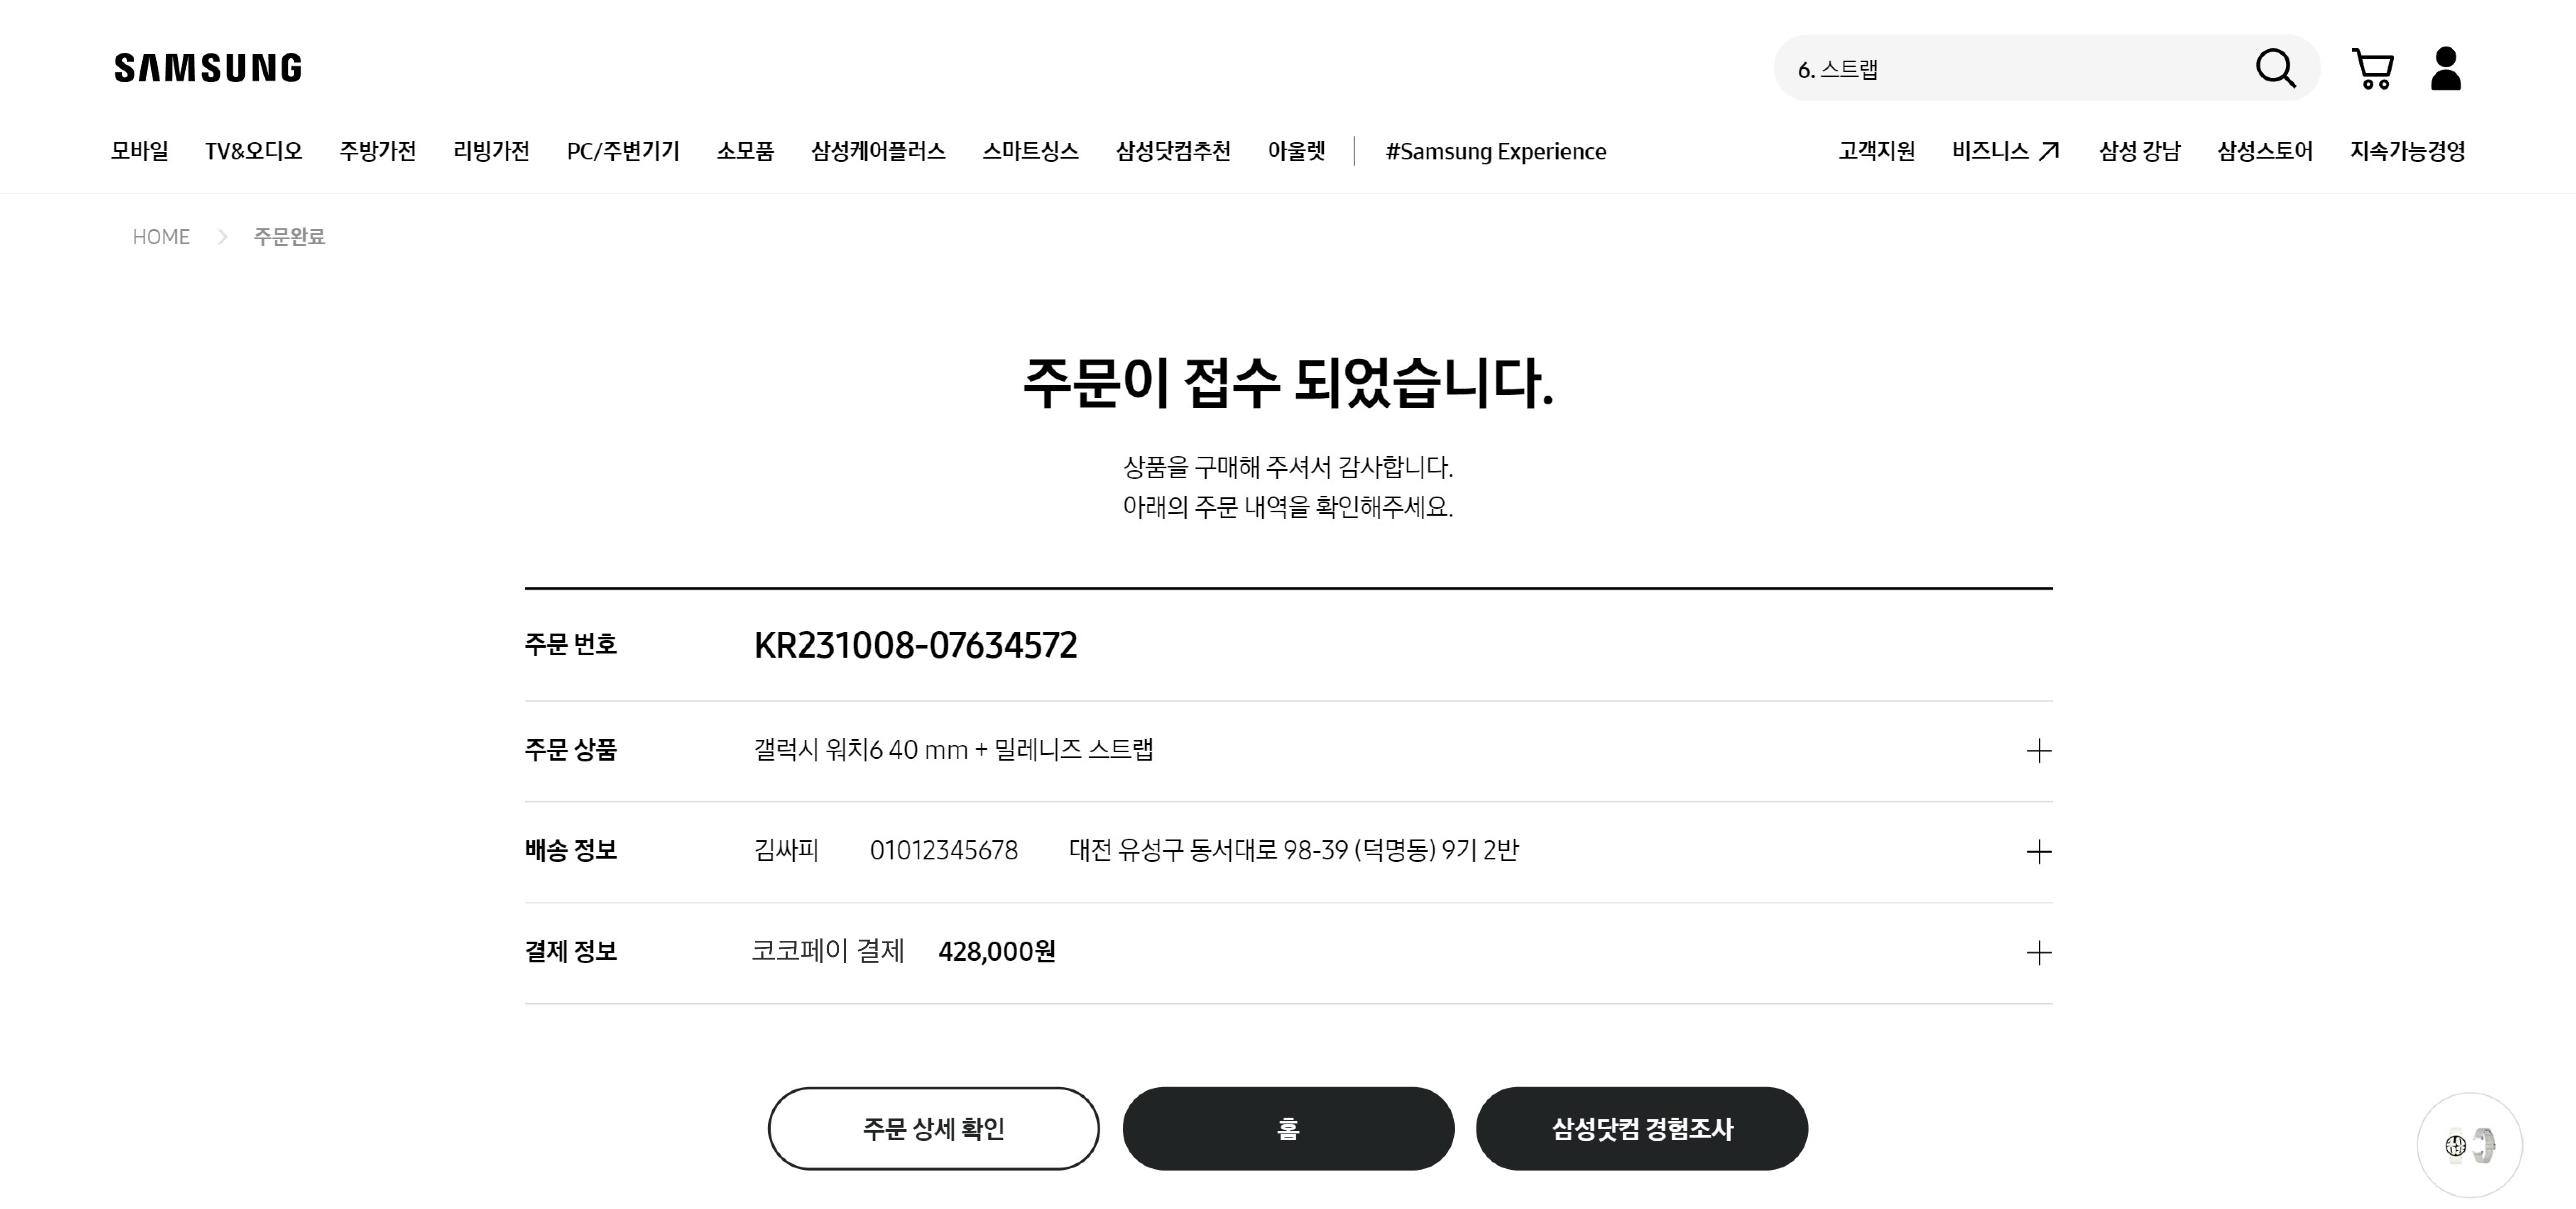 SAMSUNG
6. 스트랩
모바일 TV&오디오 주방가전 리빙가전 PC/주변기기 소모품 삼성케어플러스 스마트싱스 삼성닷컴추천 아울렛 #Samsung Experience 고객지원 비즈니스 삼성 강남 삼성스토어 지속가능경영
HOME 주문완료
주문이 접수 되었습니다.
상품을 구매해 주셔서 감사합니다.
아래의 주문 내역을 확인해주세요.
주문 번호 KR231008-07634572
주문 상품 갤럭시 워치6 40 mm + 밀레니즈 스트랩
배송 정보 김싸피 01012345678 대전 유성구 동서대로 98-39 (덕명동) 9기 2반
결제 정보 코코페이 결제 428,000원
주문 상세 확인 홈 삼성닷컴 경험조사